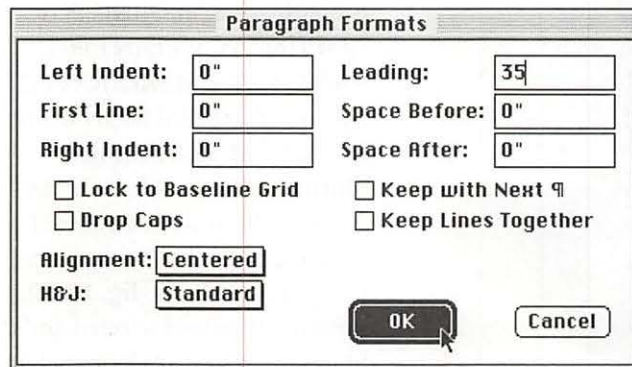 Paragraph Formats
Left Indent: 0" Leading: 35
First Line: 0" Space Before: 0"
Right Indent: 0" Space After: 0"
Lock to Baseline Grid Keep with Next ¶
Drop Caps Keep Lines Together
Alignment: Centered
H&J: Standard
OK Cancel